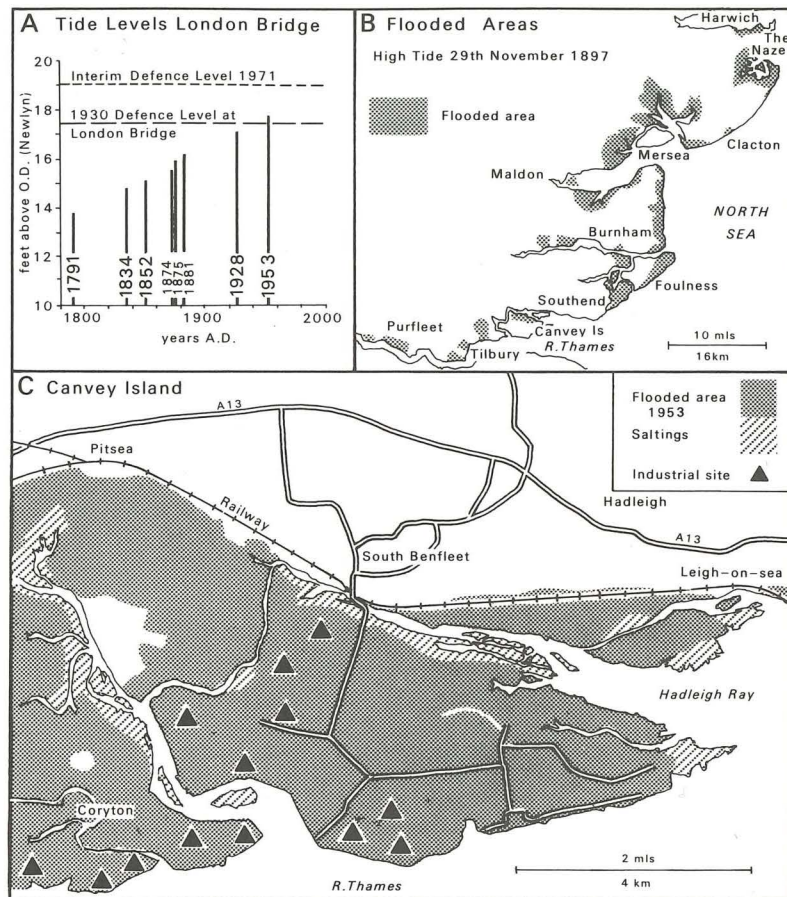 A Tide Levels London Bridge
20
Interim Defence Level 1971
18
1930 Defence Level at
London Bridge
16
14
12
10
feet above O.D. (Newlyn)
1791
1834
1852
1874
1875
1881
1928
1953
1800
1900
2000
years A.D.
B Flooded Areas
High Tide 29th November 1897
Flooded area
Harwich
The
Naze
Clacton
Mersea
Maldon
NORTH
SEA
Burnham
Foulness
Southend
Canvey Is
Purfleet
R.Thames
Tilbury
10 mls
16km
C Canvey Island
Flooded area
1953
Saltings
Industrial site
A13
Pitsea
Railway
Hadleigh
A13
South Benfleet
Leigh-on-sea
Hadleigh Ray
Coryton
R.Thames
2 mls
4 km